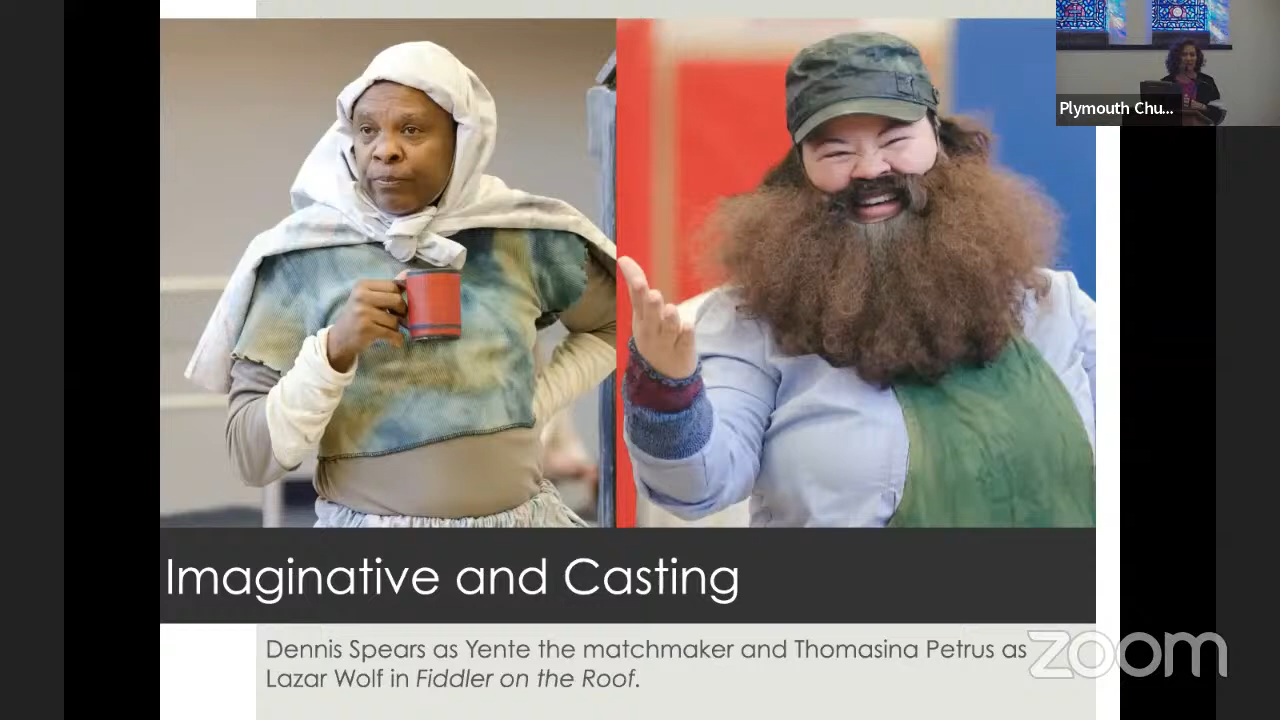 Plymouth Chu...
Imaginative and Casting
Dennis Spears as Yente the matchmaker and Thomasina Petrus as
Lazar Wolf in Fiddler on the Roof.
zoom